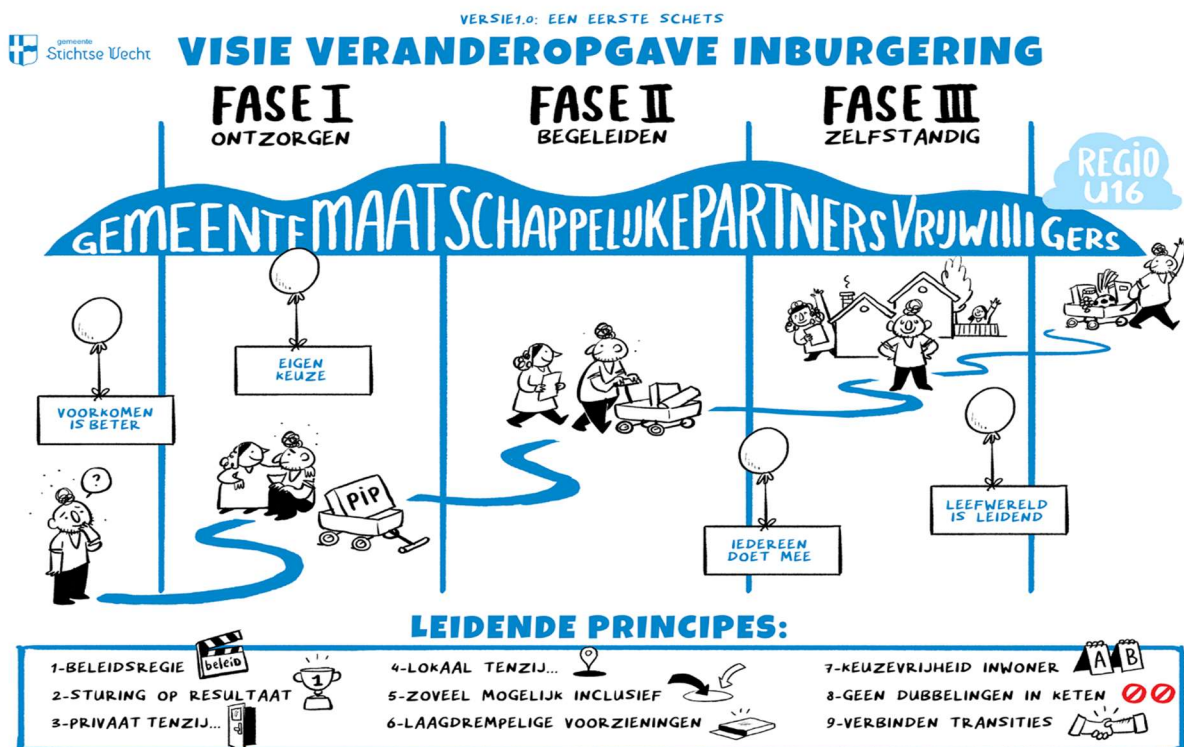 VERSIE1.0: EEN EERSTE SCHETS
gemeente
Stichtse Vecht
VISIE VERANDEROPGAVE INBURGERING
FASE I
ONTZORGEN
FASE II
BEGELEIDEN
FASE III
ZELFSTANDIG
REGIO
U16
GEMEENTE MAATSCHAPPELIJKE PARTNERS VRIJWILLIGERS
EIGEN
KEUZE
VOORKOMEN
IS BETER
?
PIP
IEDEREEN
DOET MEE
LEEFWERELD
IS LEIDEND
LEIDENDE PRINCIPES:
1-BELEIDSREGIE
beleid
2-STURING OP RESULTAAT
1
3-PRIVAAT TENZIJ...
4-LOKAAL TENZIJ...
5-ZOVEEL MOGELIJK INCLUSIEF
6-LAAGDREMPELIGE VOORZIENINGEN
7-KEUZEVRIJHEID INWONER
A B
8-GEEN DUBBELINGEN IN KETEN
9-VERBINDEN TRANSITIES